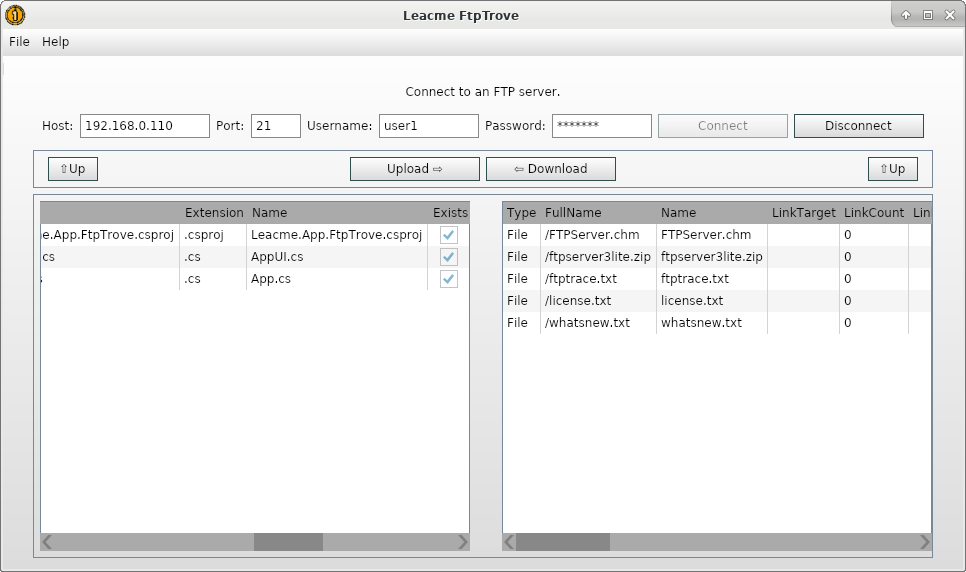 Leacme FtpTrove
File Help
Connect to an FTP server.
Host: 192.168.0.110 Port: 21 Username: user1 Password: ******* Connect Disconnect
⇧Up Upload ⇨ ⇦ Download ⇧Up
Extension Name Exists Type FullName Name LinkTarget LinkCount Lin
e.App.FtpTrove.csproj .csproj Leacme.App.FtpTrove.csproj File /FTPServer.chm FTPServer.chm 0
cs .cs AppUI.cs File /ftpserver3lite.zip ftpserver3lite.zip 0
.cs App.cs File /ftptrace.txt ftptrace.txt 0
File /license.txt license.txt 0
File /whatsnew.txt whatsnew.txt 0